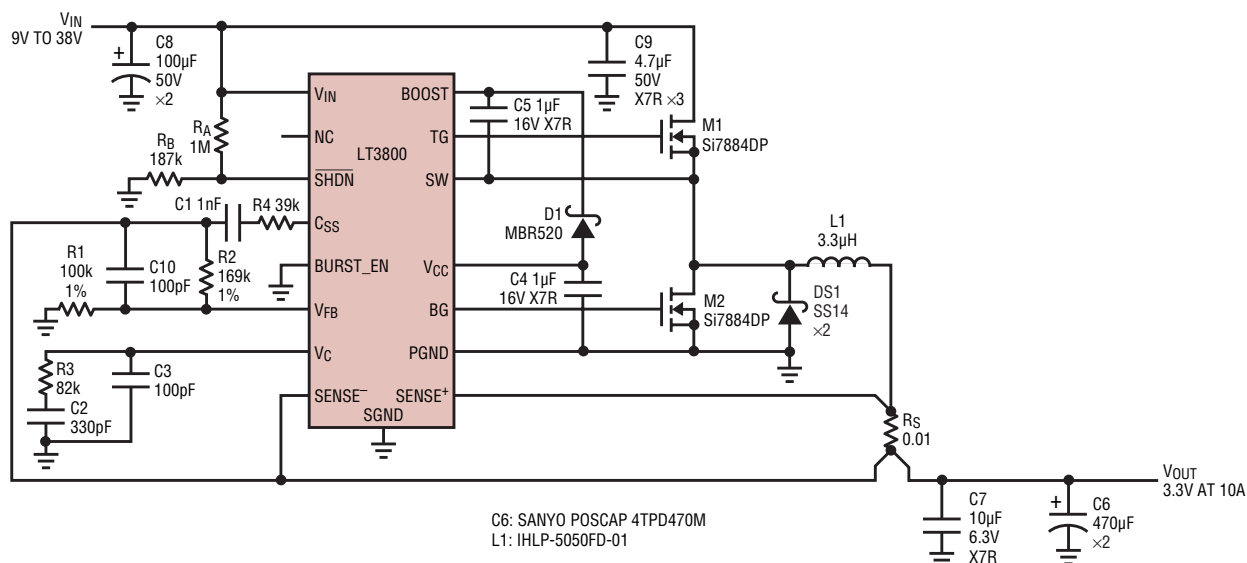 VIN
9V TO 38V
C8
+
100µF
50V
×2
C9
4.7µF
50V
X7R ×3
RA
1M
RB
187k
VIN
NC
SHDN
CSS
BURST_EN
VFB
VC
SENSE–
SGND
LT3800
BOOST
TG
SW
VCC
BG
PGND
SENSE+
C5 1µF
16V X7R
M1
Si7884DP
D1
MBR520
C4 1µF
16V X7R
M2
Si7884DP
L1
3.3µH
DS1
SS14
×2
C1 1nF
R4 39k
R1
100k
1%
C10
100pF
R2
169k
1%
R3
82k
C3
100pF
C2
330pF
RS
0.01
VOUT
3.3V AT 10A
C7
10µF
6.3V
X7R
+
C6
470µF
×2
C6: SANYO POSCAP 4TPD470M
L1: IHLP-5050FD-01